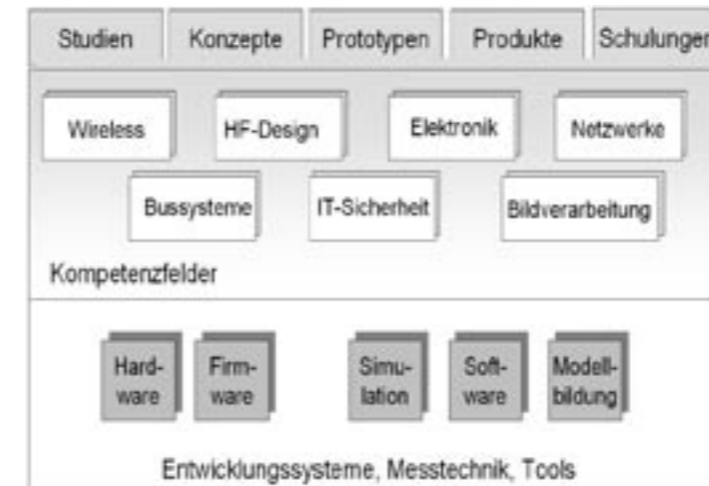 Studien Konzepte Prototypen Produkte Schulungen
Wireless HF-Design Elektronik Netzwerke
Bussysteme IT-Sicherheit Bildverarbeitung
Kompetenzfelder
Hard- Firm- Simu- Soft- Modell-
ware ware lation ware bildung
Entwicklungssysteme, Messtechnik, Tools